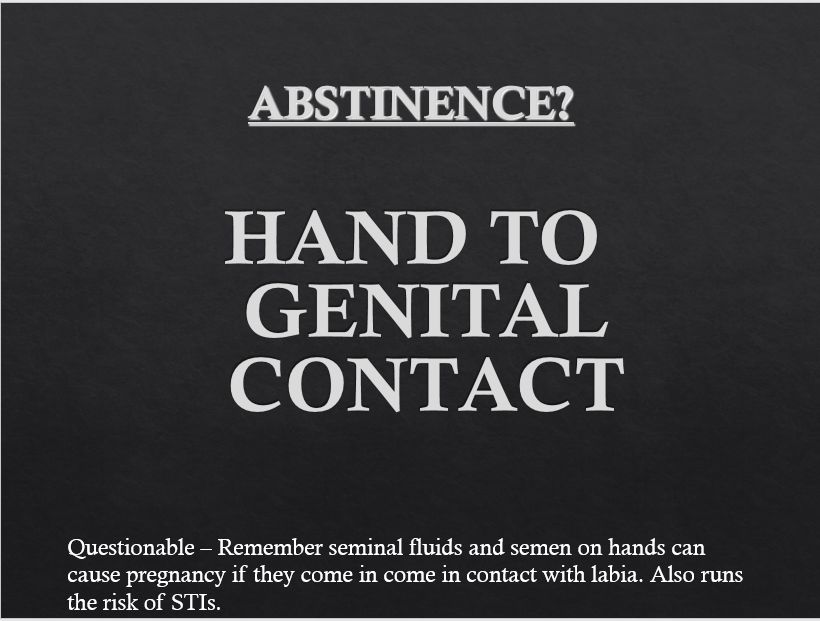 ABSTINENCE?
HAND TO
GENITAL
CONTACT
Questionable – Remember seminal fluids and semen on hands can
cause pregnancy if they come in come in contact with labia. Also runs
the risk of STIs.